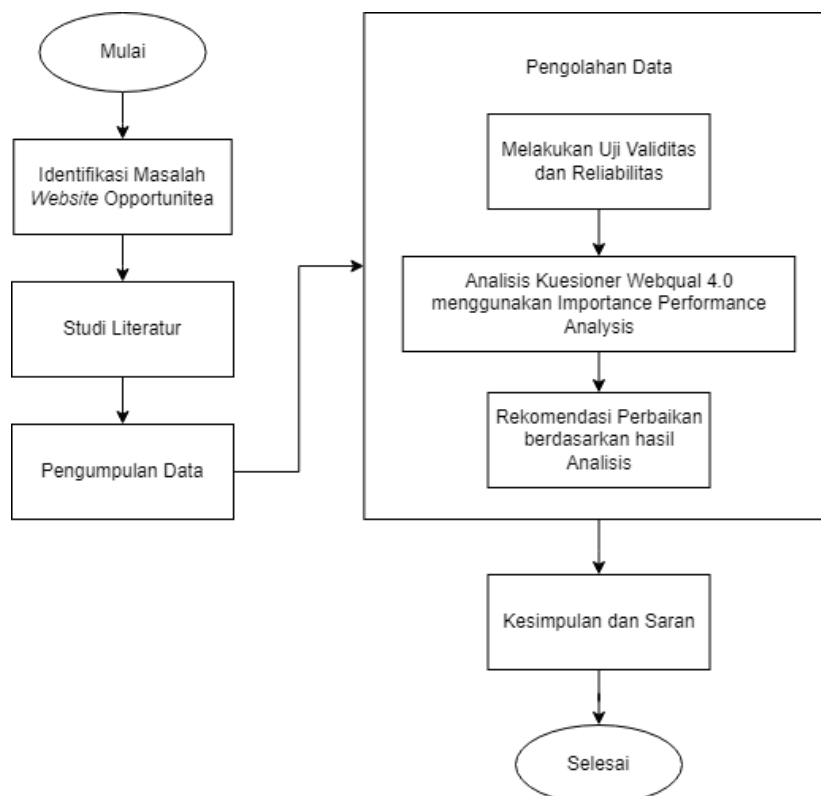 Mulai
Identifikasi Masalah
Website Opportunitea
Studi Literatur
Pengumpulan Data
Pengolahan Data
Melakukan Uji Validitas
dan Reliabilitas
Analisis Kuesioner Webqual 4.0
menggunakan Importance Performance
Analysis
Rekomendasi Perbaikan
berdasarkan hasil
Analisis
Kesimpulan dan Saran
Selesai